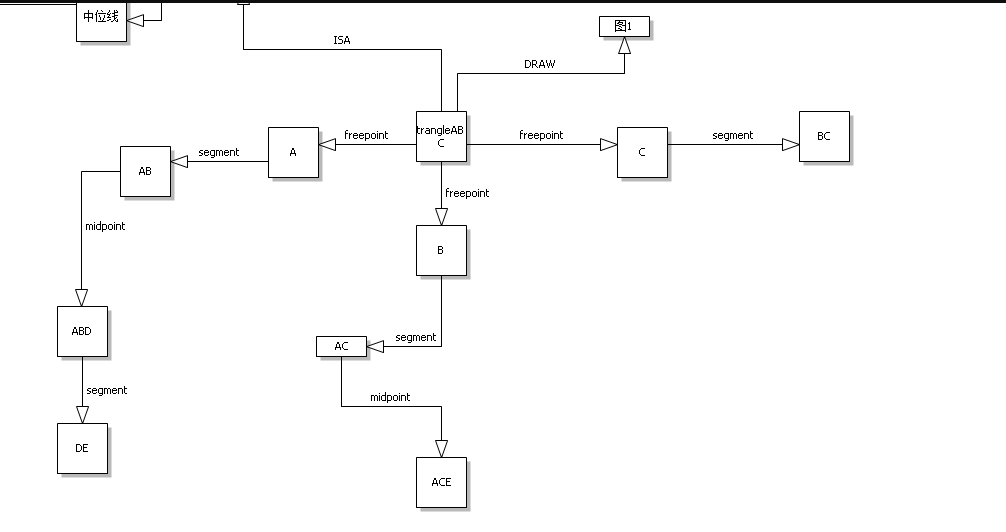 中位线
图1
ISA
DRAW
trangleAB
C
freepoint
freepoint
A
C
segment
BC
segment
AB
freepoint
midpoint
B
ABD
segment
AC
segment
midpoint
DE
ACE